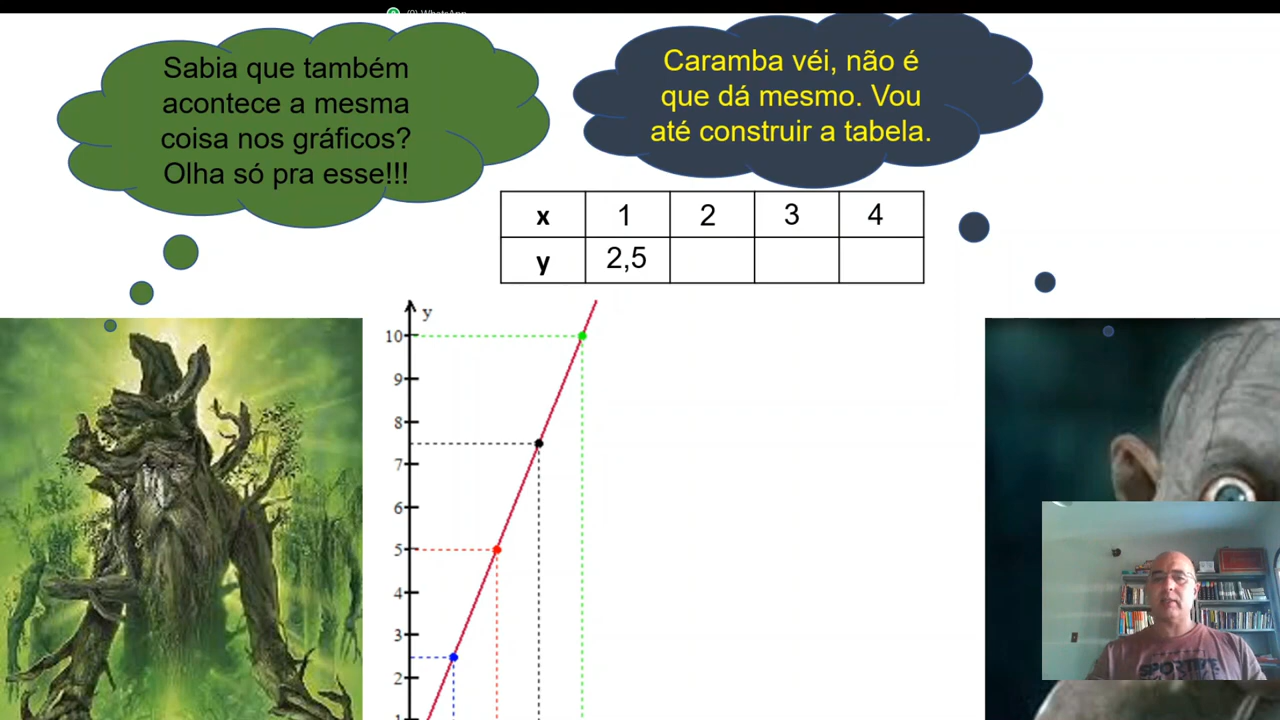 Sabia que também
acontece a mesma
coisa nos gráficos?
Olha só pra esse!!!
Caramba véi, não é
que dá mesmo. Vou
até construir a tabela.
x 1 2 3 4
y 2,5
y
10
9
8
7
6
5
4
3
2
1